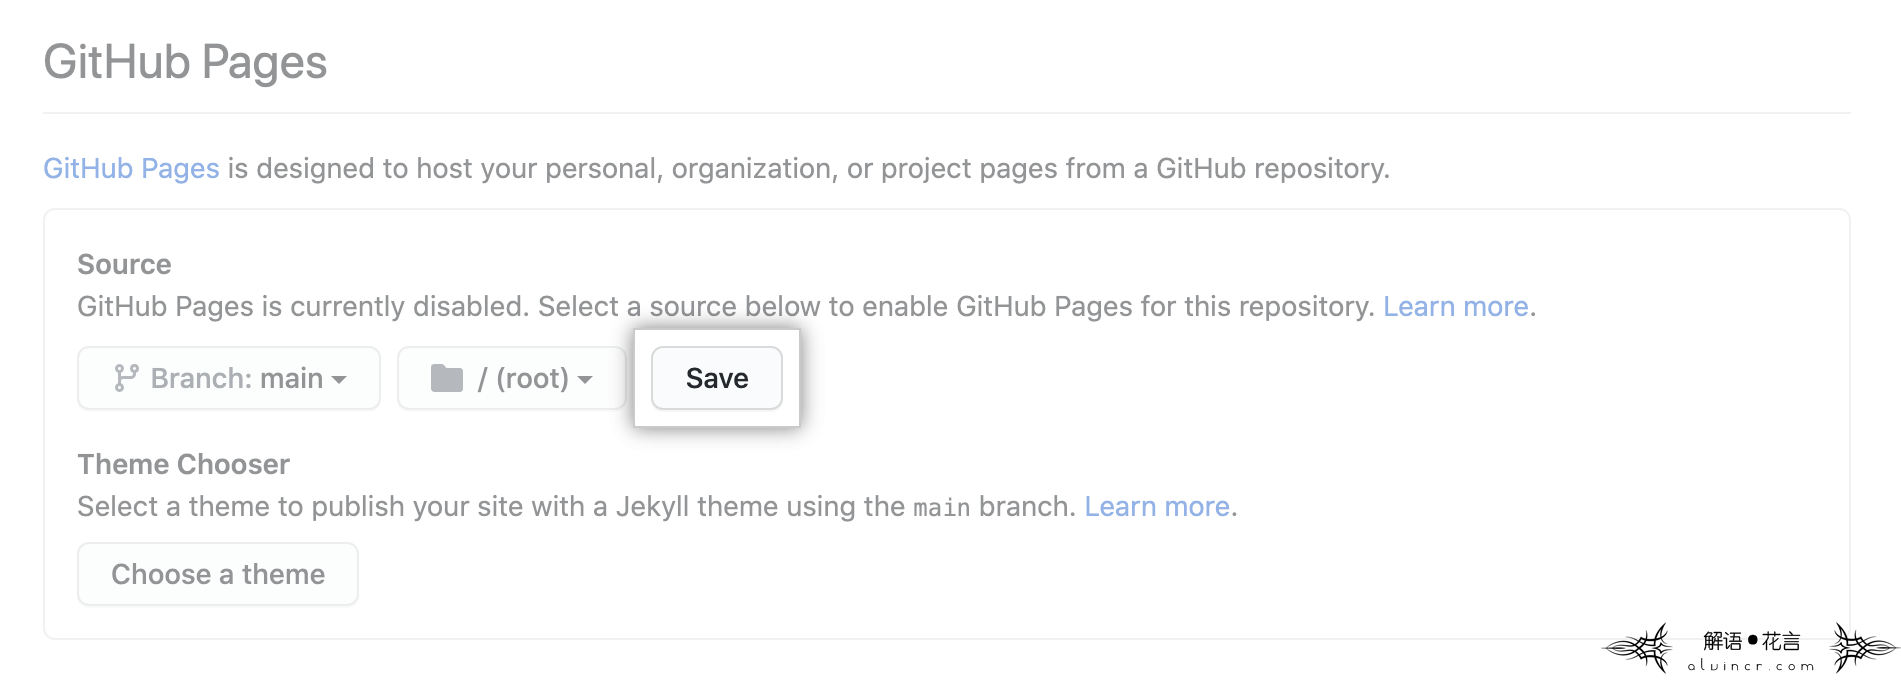 GitHub Pages
GitHub Pages is designed to host your personal, organization, or project pages from a GitHub repository.
Source
GitHub Pages is currently disabled. Select a source below to enable GitHub Pages for this repository. Learn more.
Branch: main
/ (root)
Save
Theme Chooser
Select a theme to publish your site with a Jekyll theme using the main branch. Learn more.
Choose a theme
解语•花言
alvincr.com